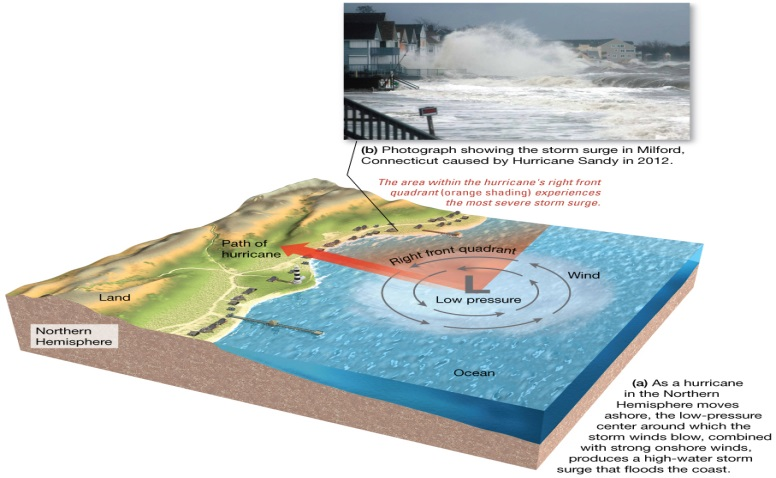 (b) Photograph showing the storm surge in Milford,
Connecticut caused by Hurricane Sandy in 2012.
The area within the hurricane's right front
quadrant (orange shading) experiences
the most severe storm surge.
Path of
hurricane
Right front quadrant
Wind
L
Low pressure
Land
Northern
Hemisphere
Ocean
(a) As a hurricane
in the Northern
Hemisphere moves
ashore, the low-pressure
center around which the
storm winds blow, combined
with strong onshore winds,
produces a high-water storm
surge that floods the coast.